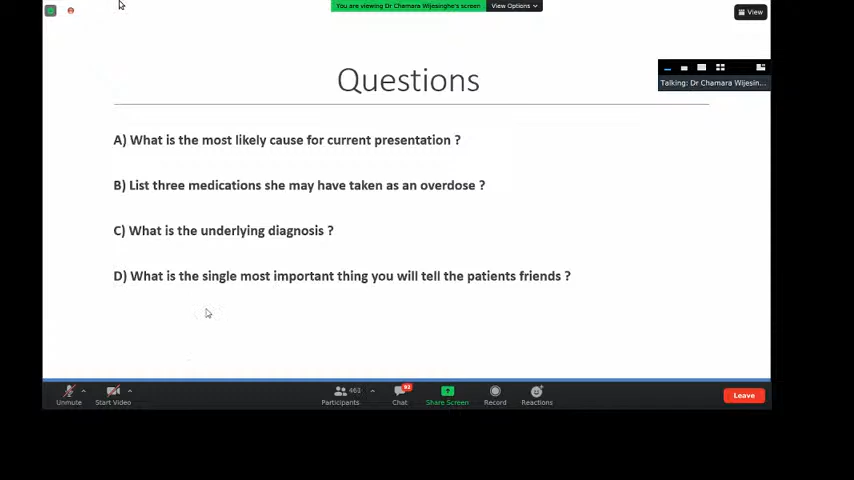 You are viewing Dr Chamara Wijesinghe's screen
View Options
View
Talking: Dr Chamara Wijesin...
Questions
A) What is the most likely cause for current presentation ?
B) List three medications she may have taken as an overdose ?
C) What is the underlying diagnosis ?
D) What is the single most important thing you will tell the patients friends ?
Unmute
Start Video
463
Participants
92
Chat
Share Screen
Record
Reactions
Leave